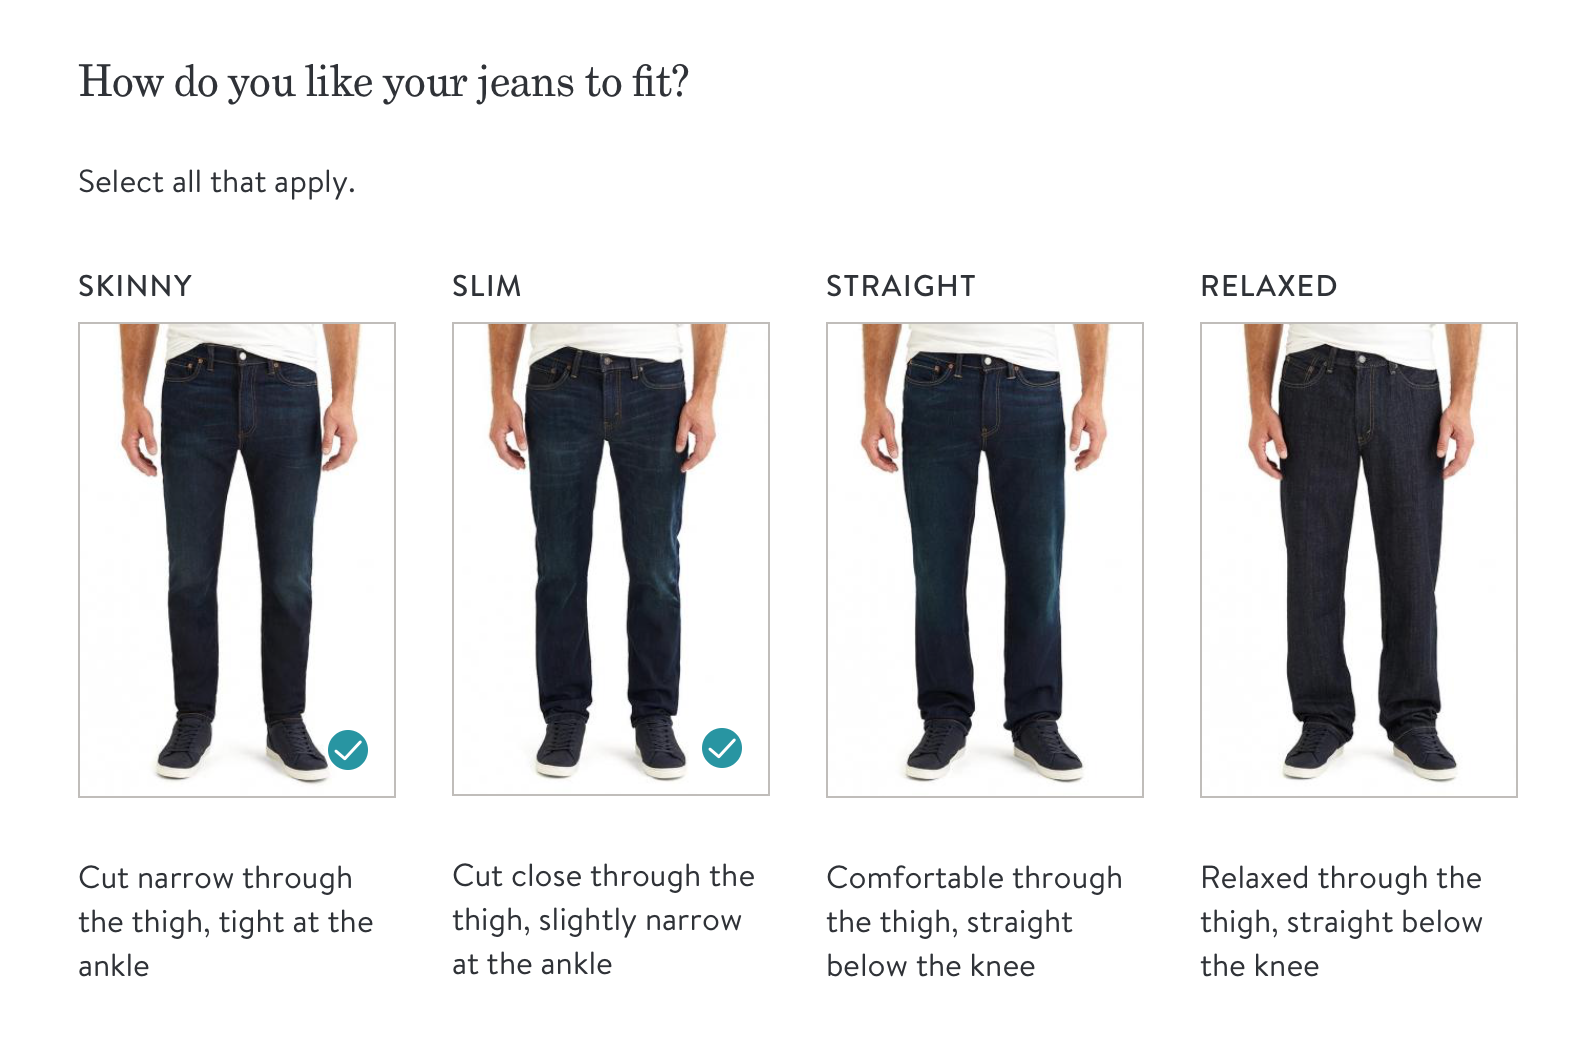 How do you like your jeans to fit?
Select all that apply.
SKINNY
SLIM
STRAIGHT
RELAXED
Cut narrow through
the thigh, tight at the
ankle
Cut close through the
thigh, slightly narrow
at the ankle
Comfortable through
the thigh, straight
below the knee
Relaxed through the
thigh, straight below
the knee